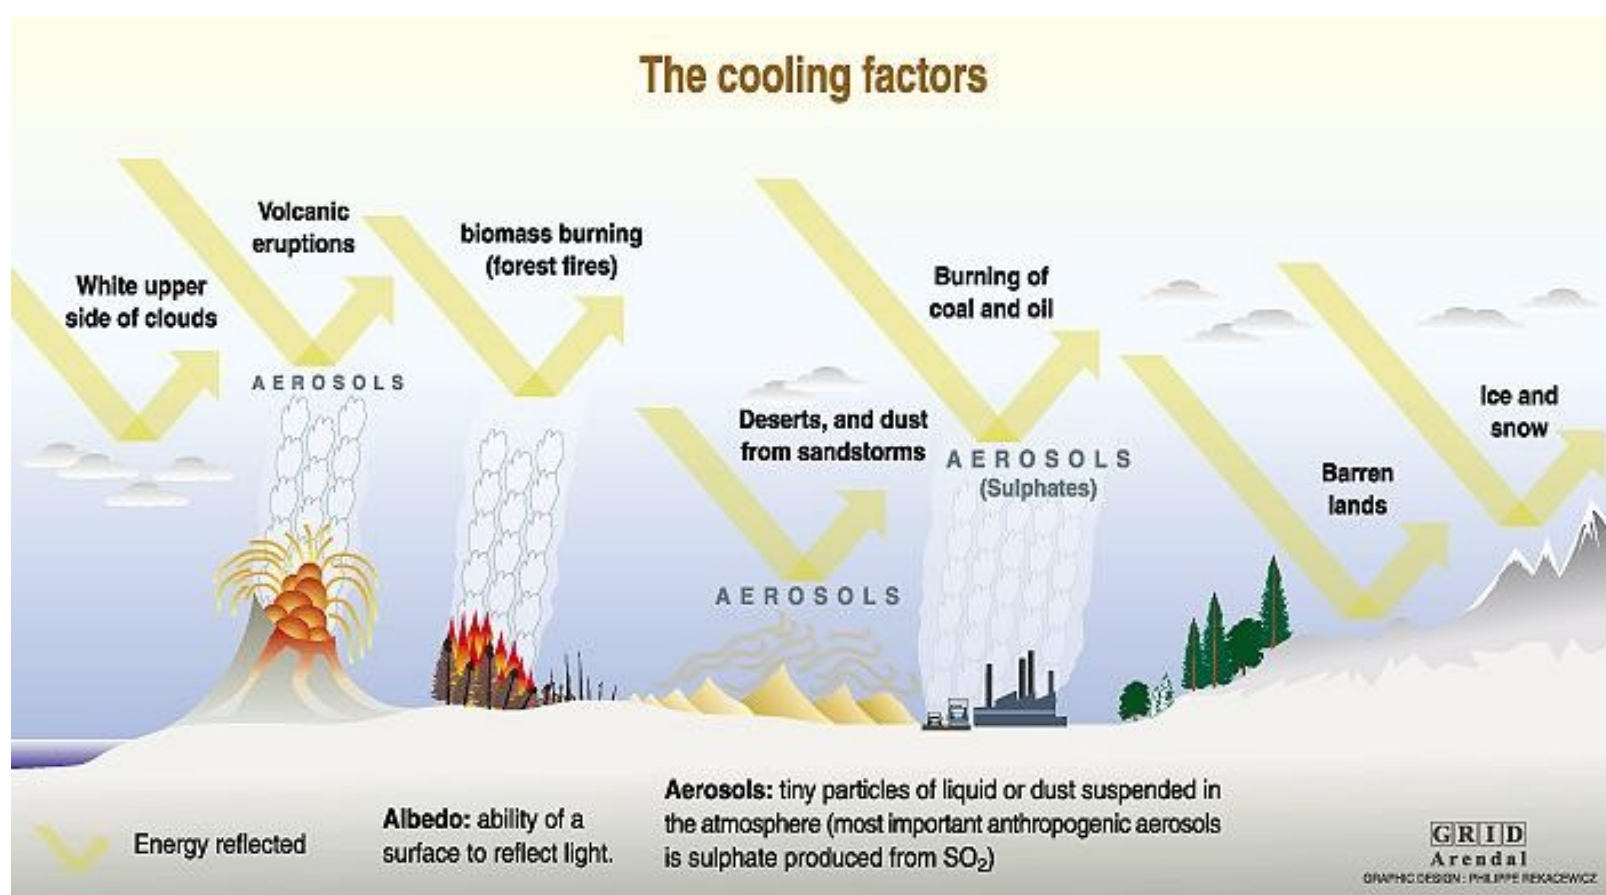 The cooling factors
White upper
side of clouds
Volcanic
eruptions
AEROSOLS
biomass burning
(forest fires)
Deserts, and dust
from sandstorms
AEROSOLS
Burning of
coal and oil
AEROSOLS
(Sulphates)
Barren
lands
Ice and
snow
Energy reflected
Albedo: ability of a
surface to reflect light.
Aerosols: tiny particles of liquid or dust suspended in
the atmosphere (most important anthropogenic aerosols
is sulphate produced from SO₂)
GRID
Arendal
GRAPHIC DESIGN : PHILIPPE REKACEWICZ